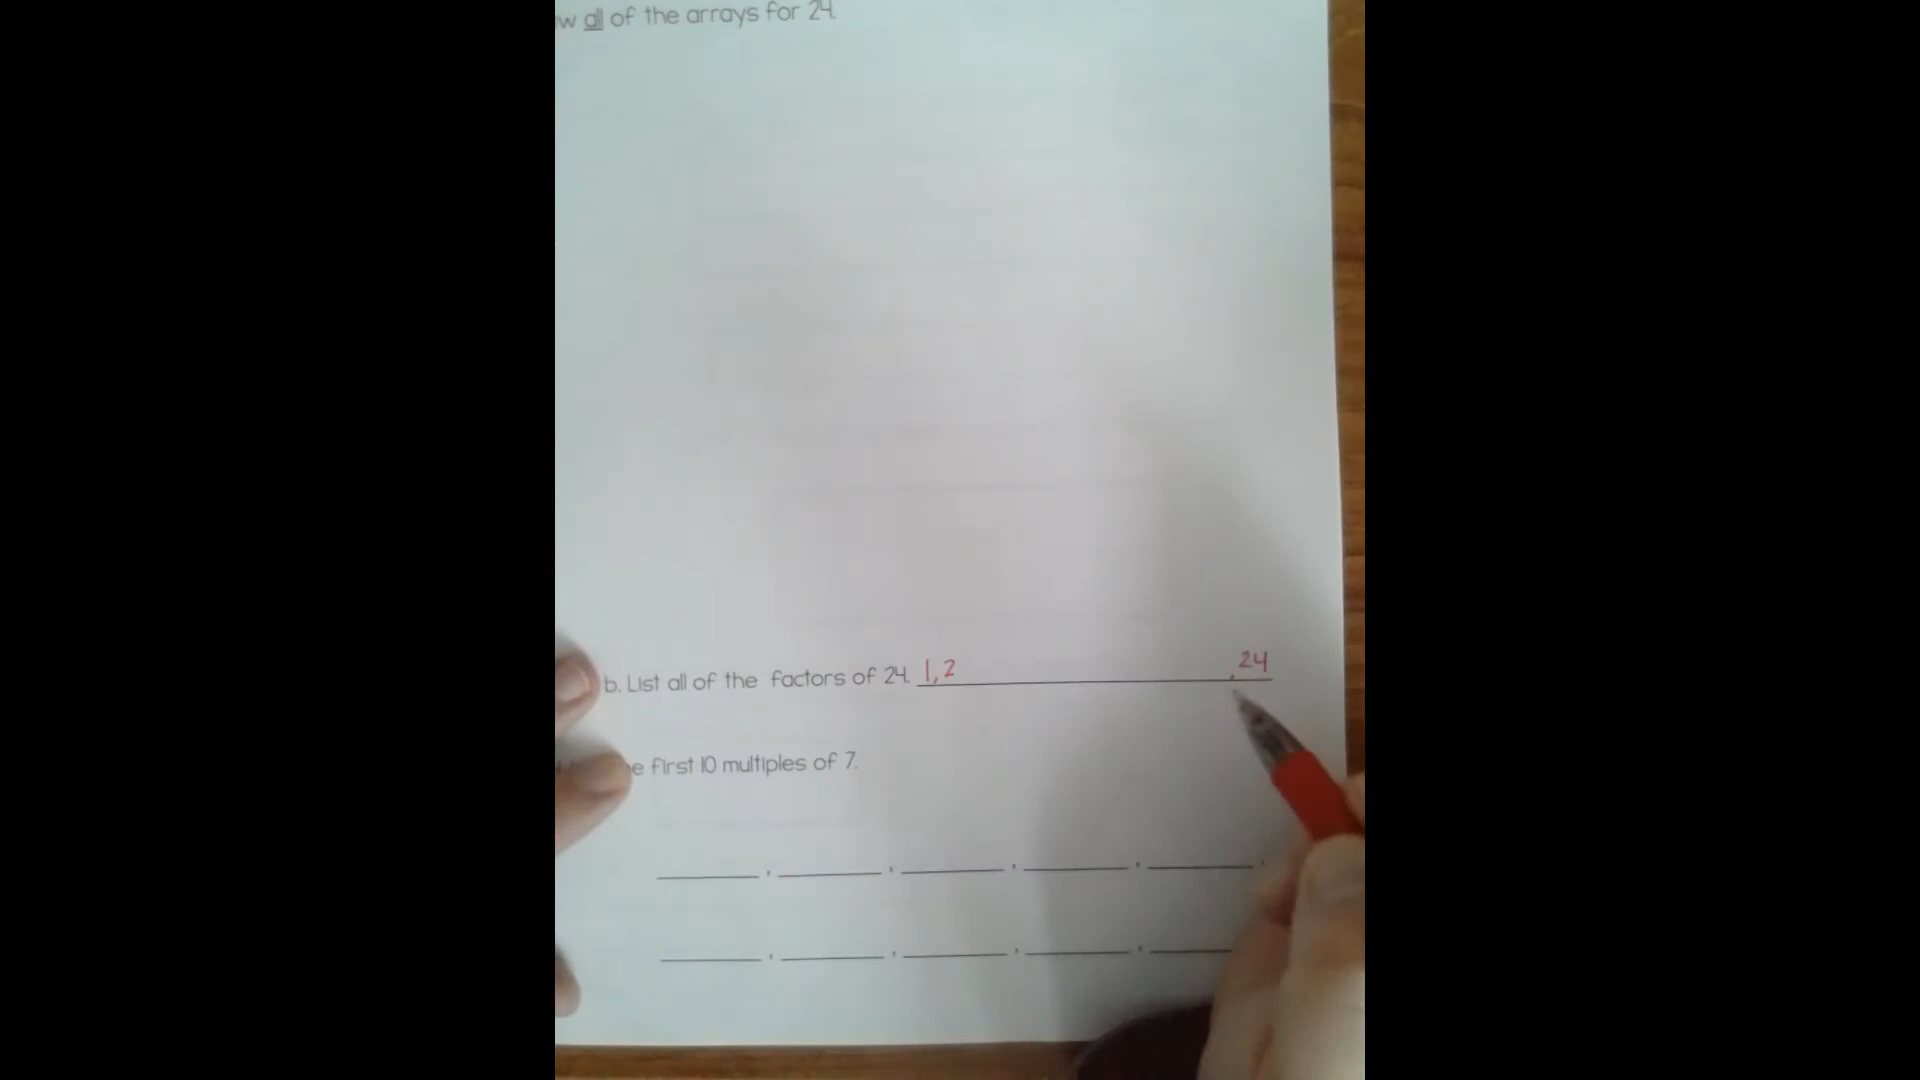 all of the arrays for 24.
b. List all of the factors of 24. 1, 2 , 24
first 10 multiples of 7.